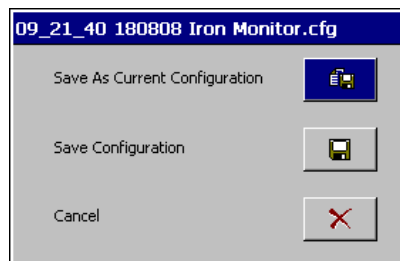 09_21_40 180808 Iron Monitor.cfg
Save As Current Configuration
Save Configuration
Cancel